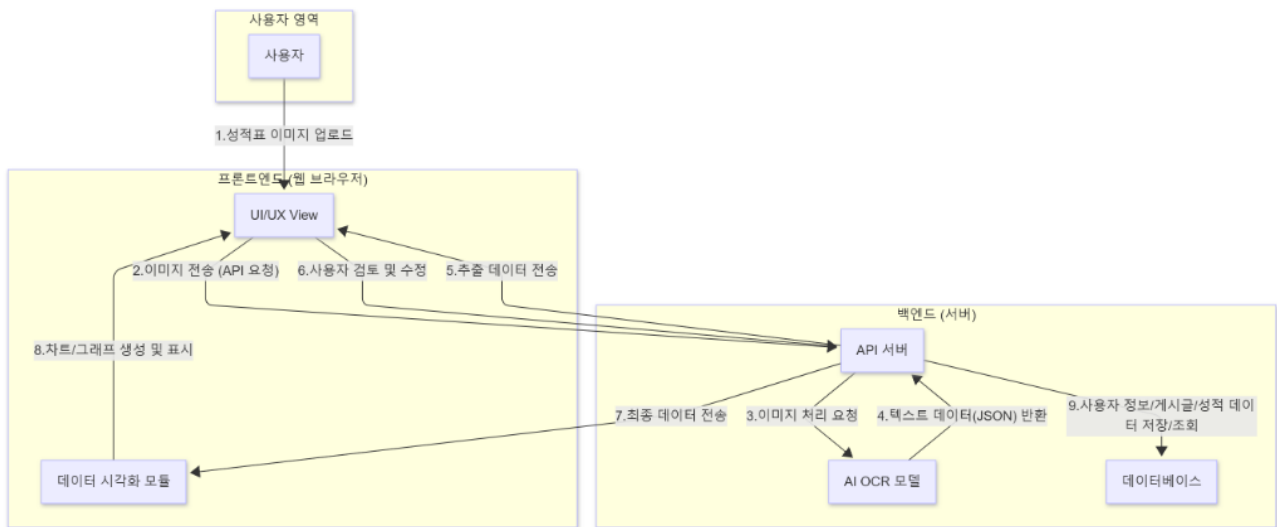 사용자 영역
사용자
1.성적표 이미지 업로드
프론트엔드 (웹 브라우저)
UI/UX View
2.이미지 전송 (API 요청)
6.사용자 검토 및 수정
5.추출 데이터 전송
백엔드 (서버)
API 서버
8.차트/그래프 생성 및 표시
7.최종 데이터 전송
3.이미지 처리 요청
4.텍스트 데이터(JSON) 반환
9.사용자 정보/게시글/성적 데이
터 저장/조회
데이터 시각화 모듈
AI OCR 모델
데이터베이스